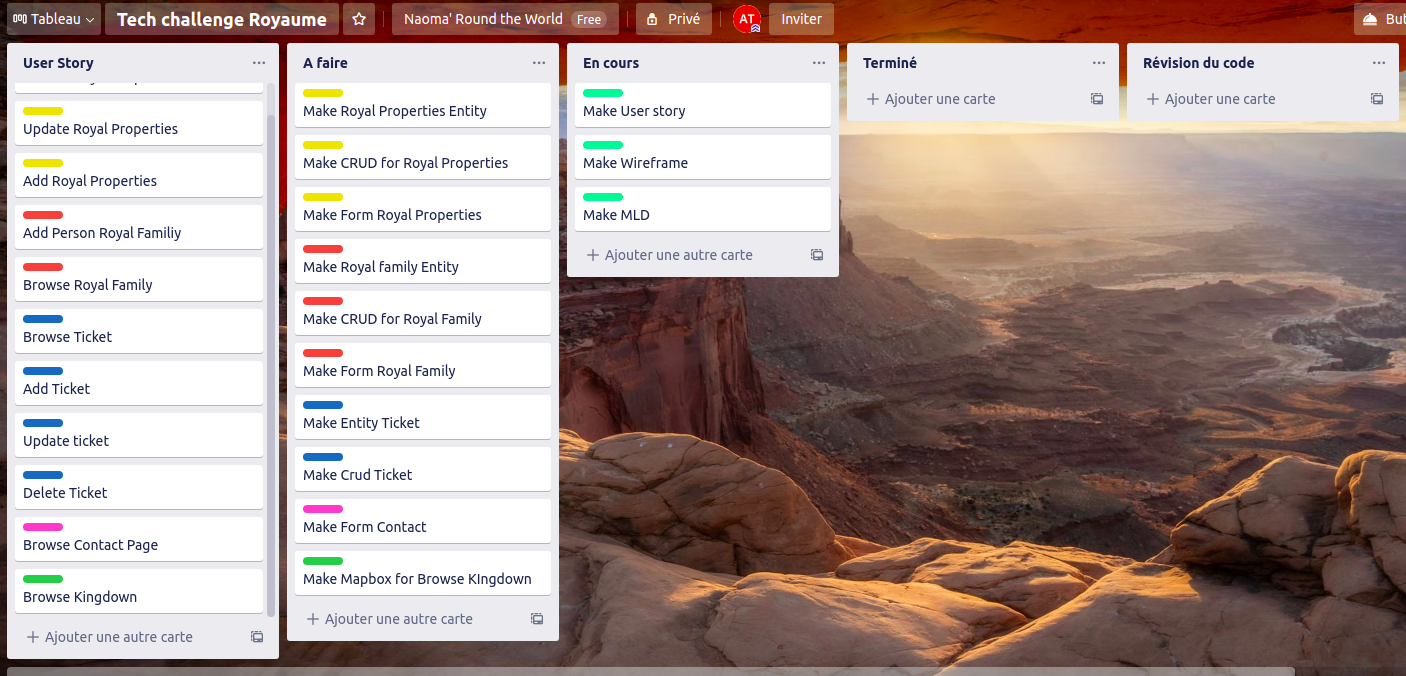 Tableau
Tech challenge Royaume
Naoma' Round the World Free
Privé
AT
Inviter
User Story
Update Royal Properties
Add Royal Properties
Add Person Royal Familiy
Browse Royal Family
Browse Ticket
Add Ticket
Update ticket
Delete Ticket
Browse Contact Page
Browse Kingdown
Ajouter une autre carte
A faire
Make Royal Properties Entity
Make CRUD for Royal Properties
Make Form Royal Properties
Make Royal family Entity
Make CRUD for Royal Family
Make Form Royal Family
Make Entity Ticket
Make Crud Ticket
Make Form Contact
Make Mapbox for Browse KIngdown
Ajouter une autre carte
En cours
Make User story
Make Wireframe
Make MLD
Ajouter une autre carte
Terminé
Ajouter une carte
Révision du code
Ajouter une carte